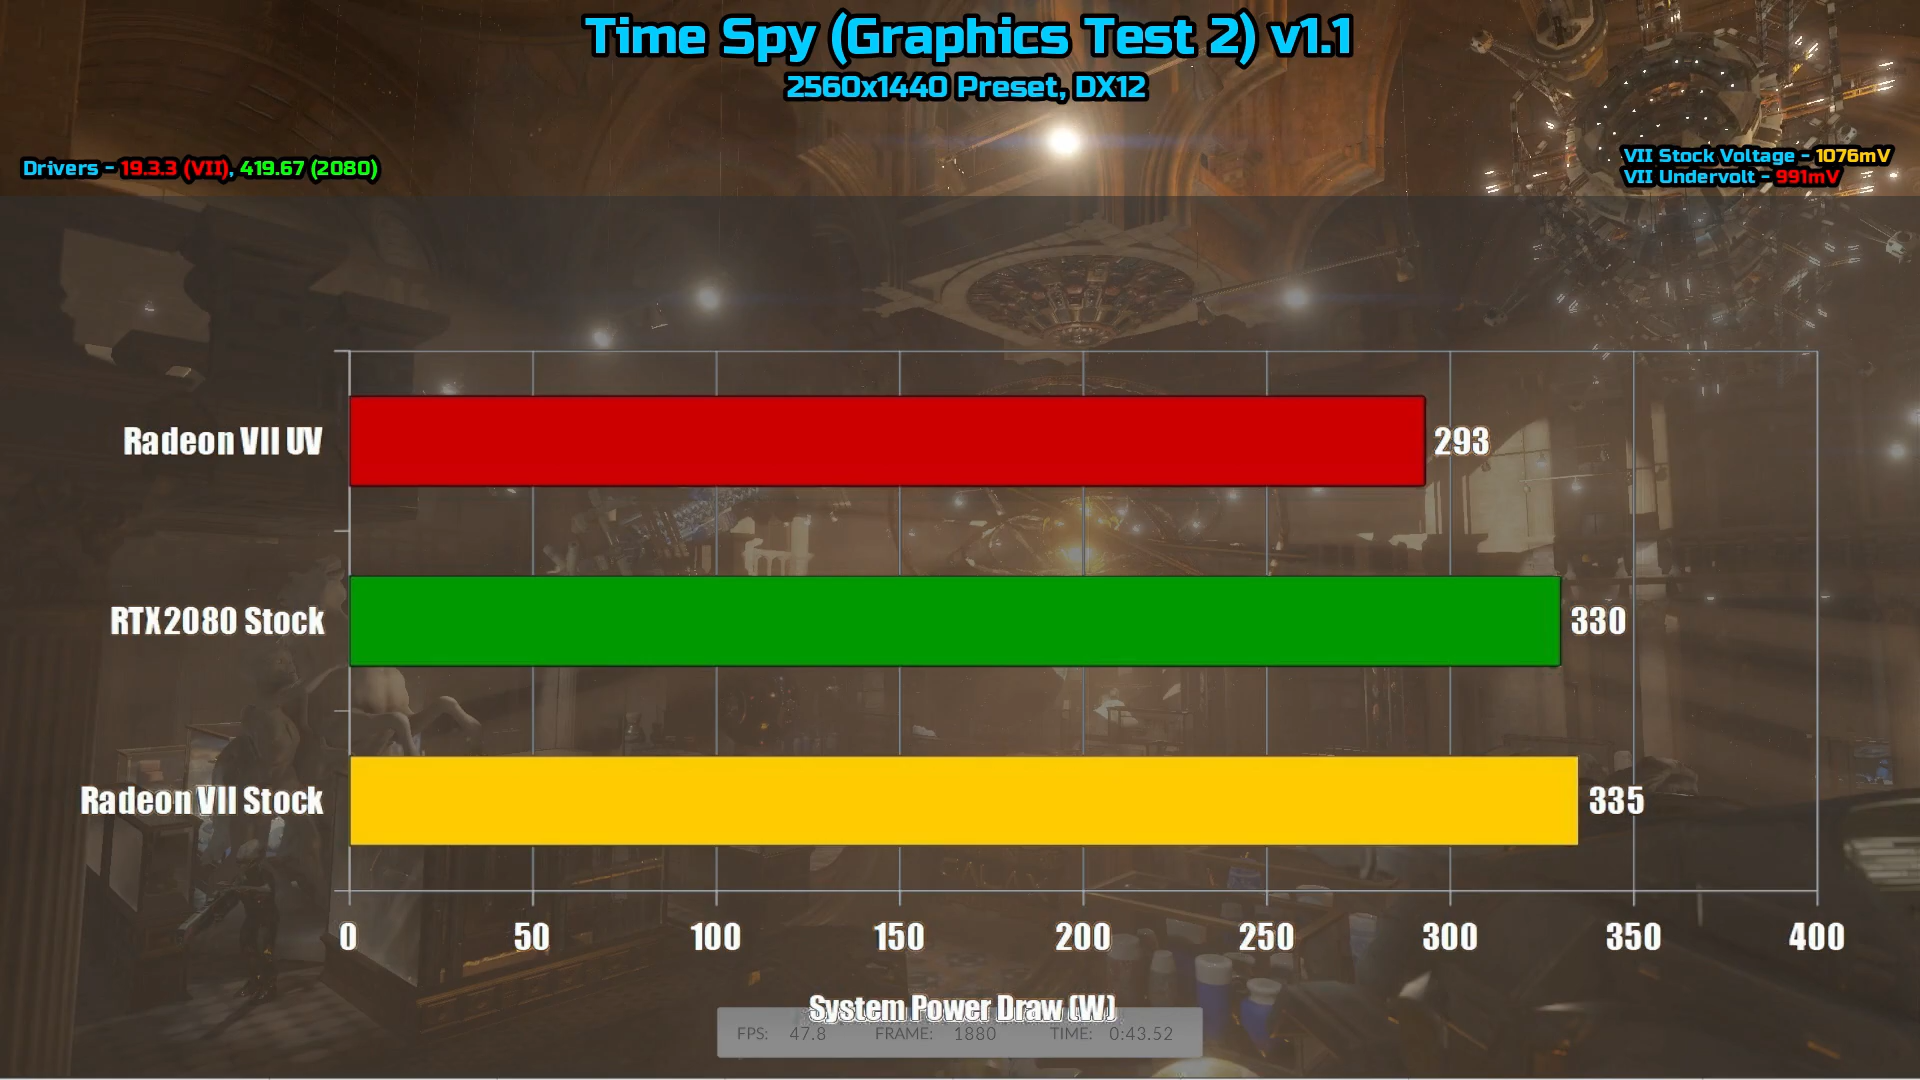 Time Spy (Graphics Test 2) v1.1
2560x1440 Preset, DX12
Drivers - 19.3.3 (VII), 419.67 (2080)
VII Stock Voltage - 1076mV
VII Undervolt - 991mV
Radeon VII UV
293
RTX 2080 Stock
330
Radeon VII Stock
335
0 50 100 150 200 250 300 350 400
System Power Draw (W)
FPS: 47.8 FRAME: 1880 TIME: 0:43.52